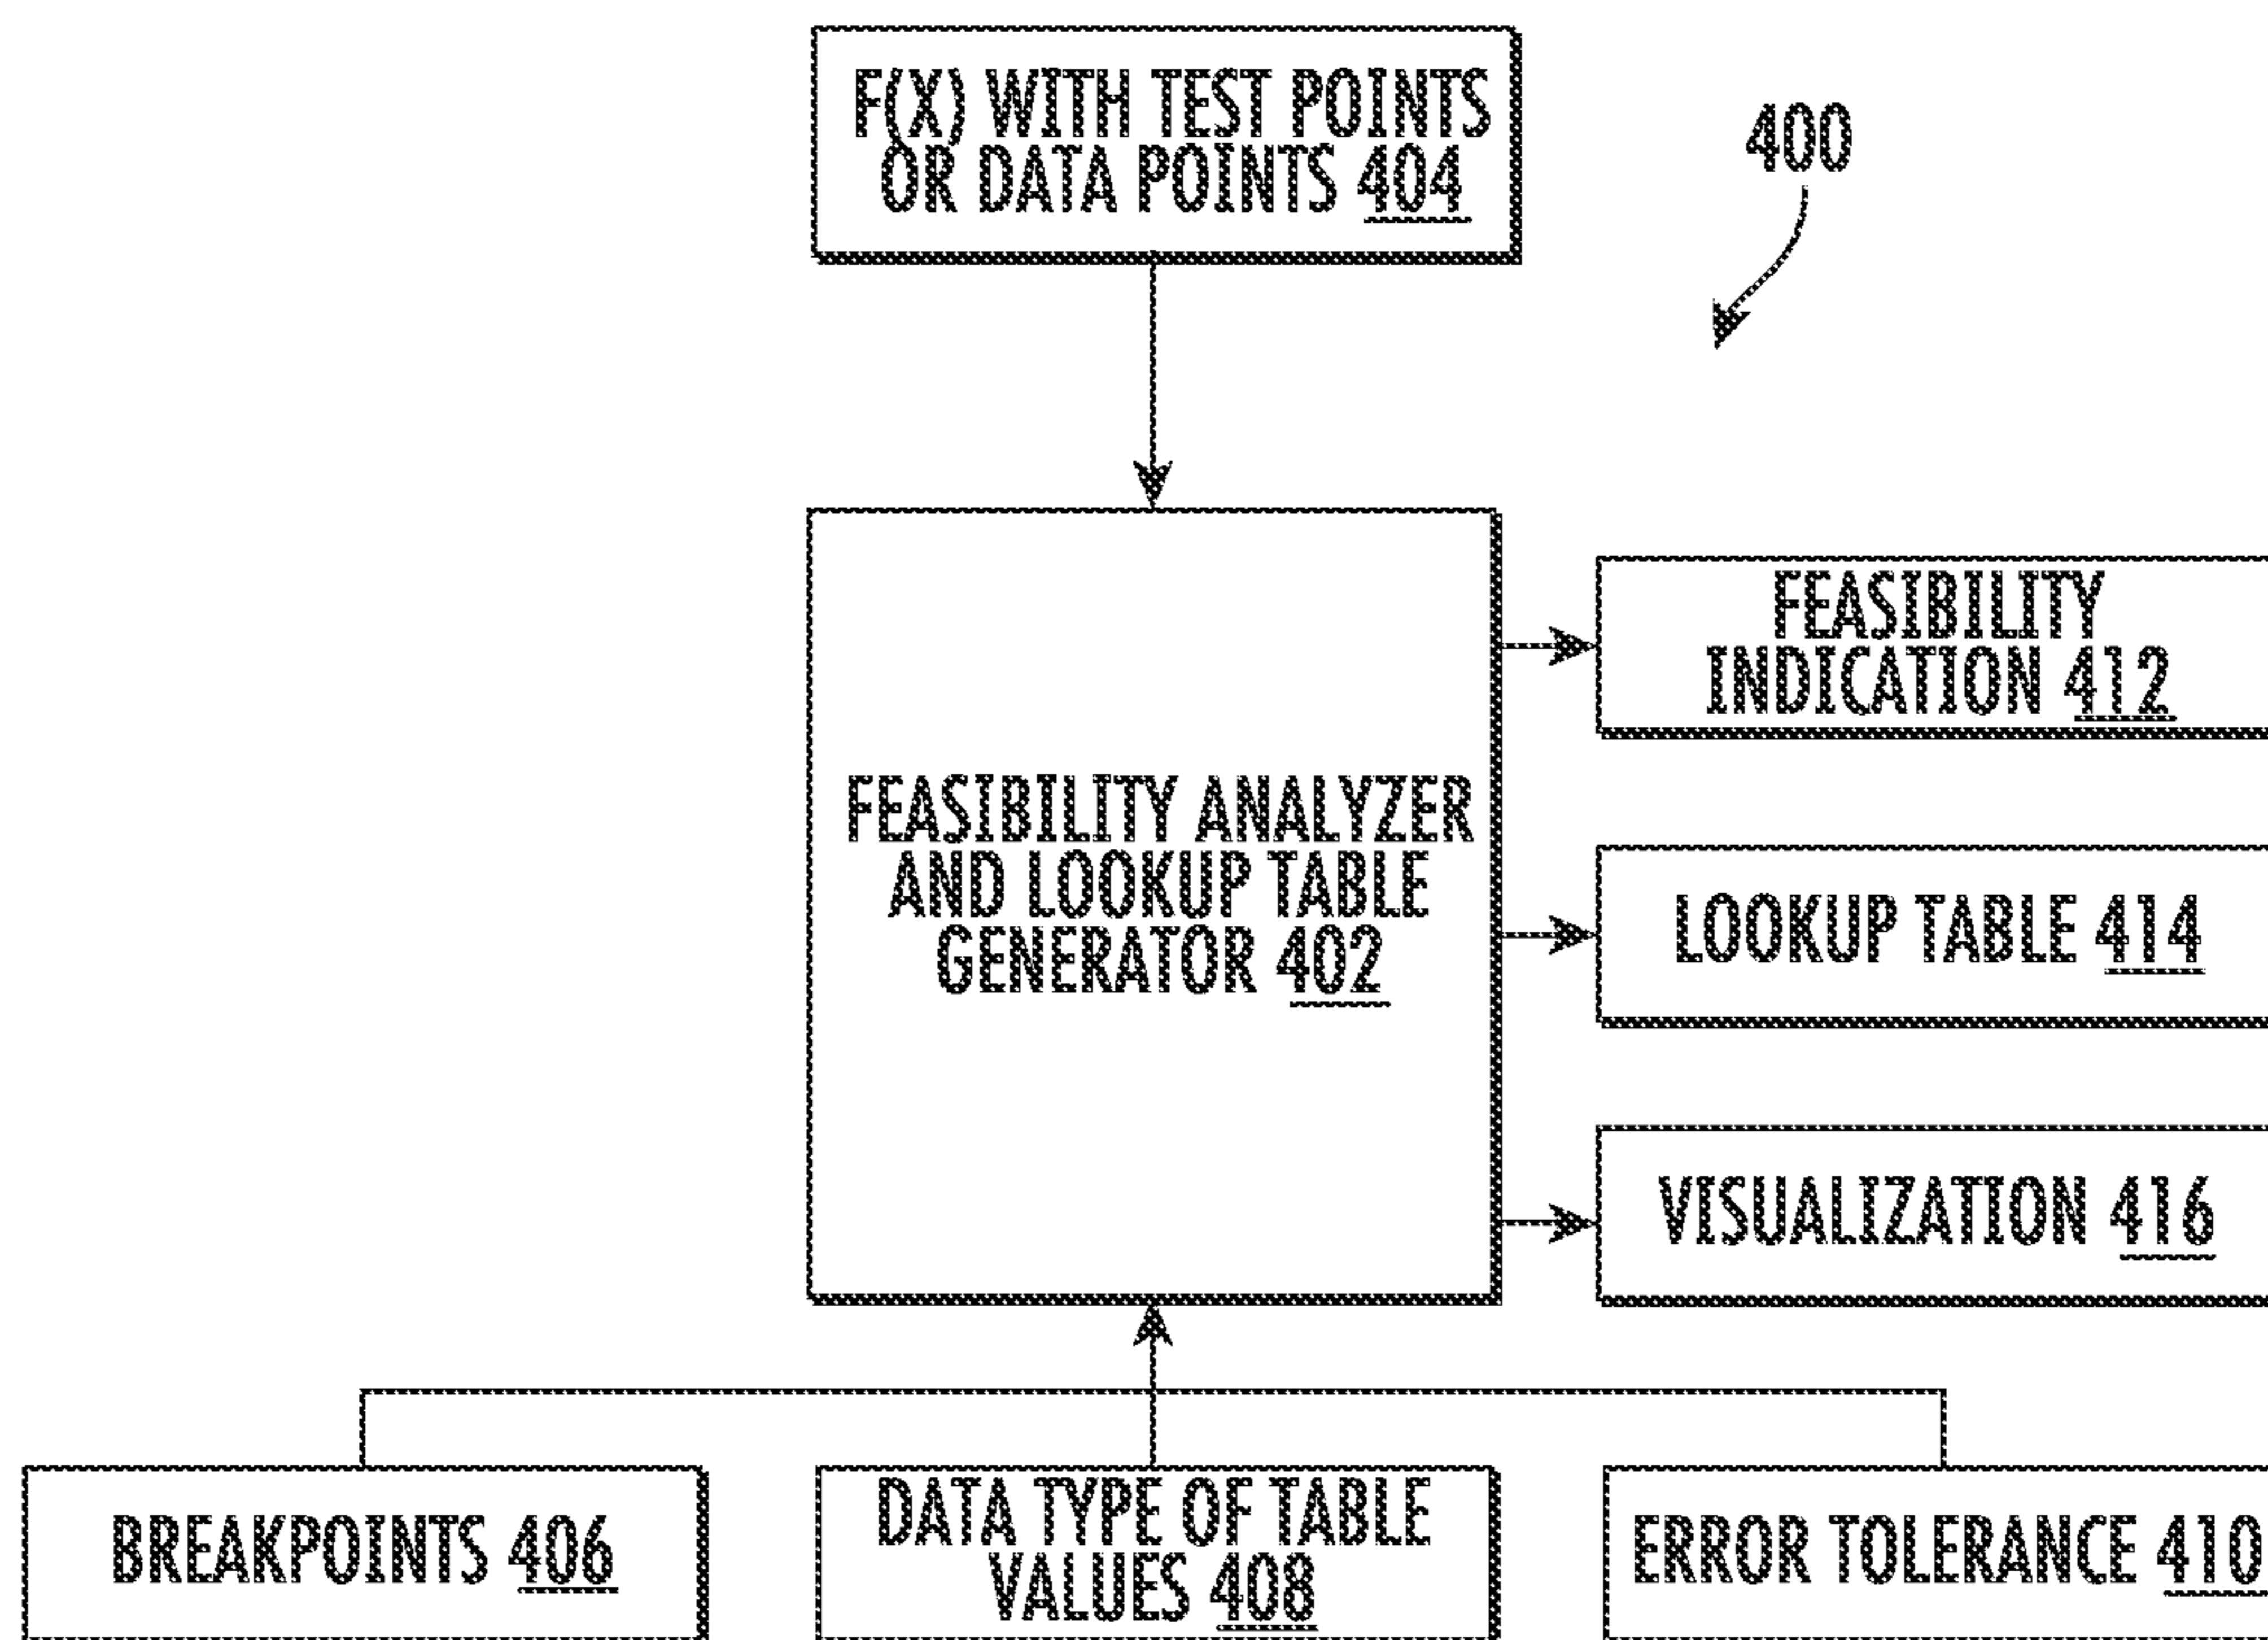 F(X) WITH TEST POINTS
OR DATA POINTS 404
400
FEASIBILITY
INDICATION 412
FEASIBILITY ANALYZER
AND LOOKUP TABLE
GENERATOR 402
LOOKUP TABLE 414
VISUALIZATION 416
BREAKPOINTS 406
DATA TYPE OF TABLE
VALUES 408
ERROR TOLERANCE 410